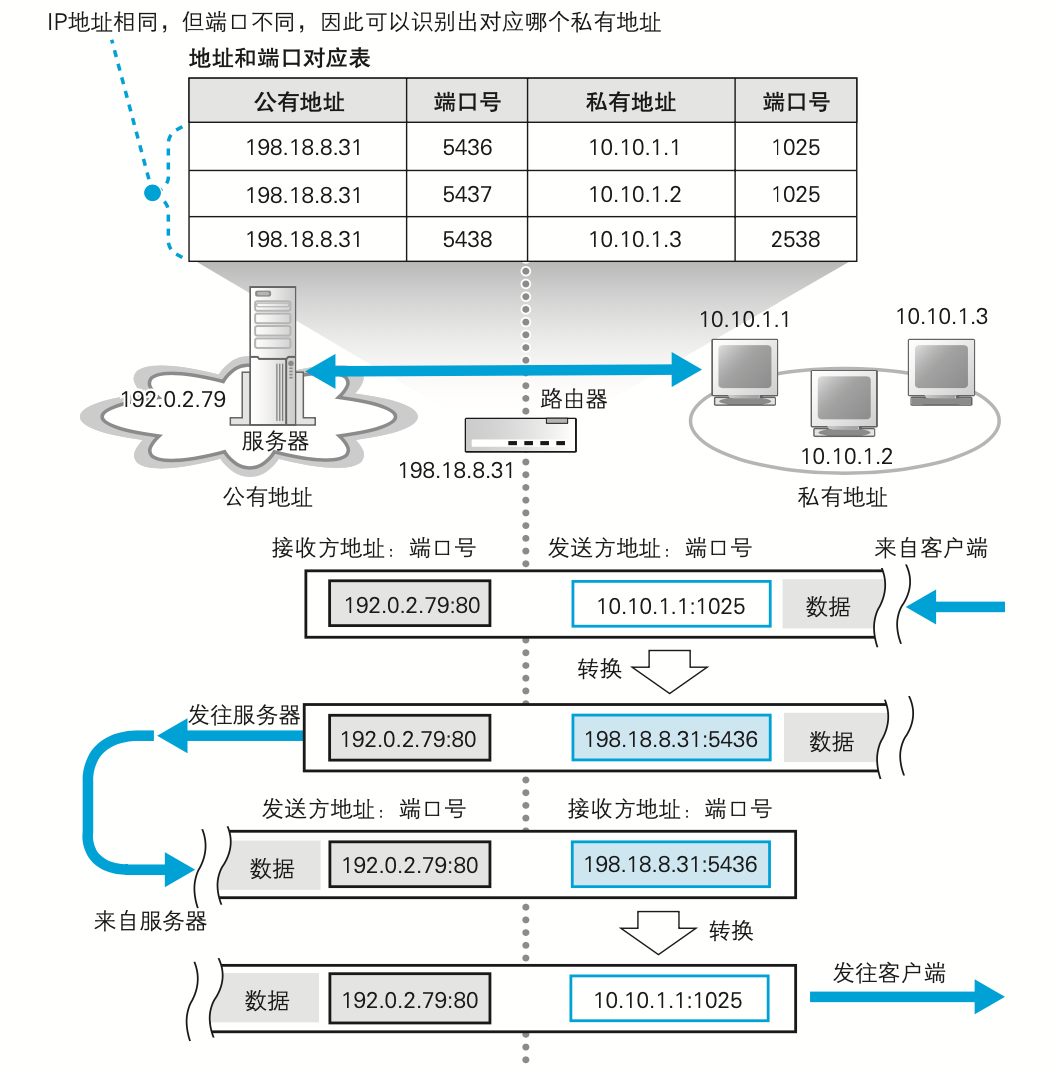 IP地址相同，但端口不同，因此可以识别出对应哪个私有地址
地址和端口对应表
公有地址 端口号 私有地址 端口号
198.18.8.31 5436 10.10.1.1 1025
198.18.8.31 5437 10.10.1.2 1025
198.18.8.31 5438 10.10.1.3 2538
10.10.1.1
10.10.1.3
192.0.2.79
路由器
服务器
10.10.1.2
198.18.8.31
公有地址
私有地址
接收方地址：端口号 发送方地址：端口号 来自客户端
192.0.2.79:80 10.10.1.1:1025 数据
转换
发往服务器
192.0.2.79:80 198.18.8.31:5436 数据
发送方地址：端口号 接收方地址：端口号
数据 192.0.2.79:80 198.18.8.31:5436
来自服务器
转换
发往客户端
数据 192.0.2.79:80 10.10.1.1:1025